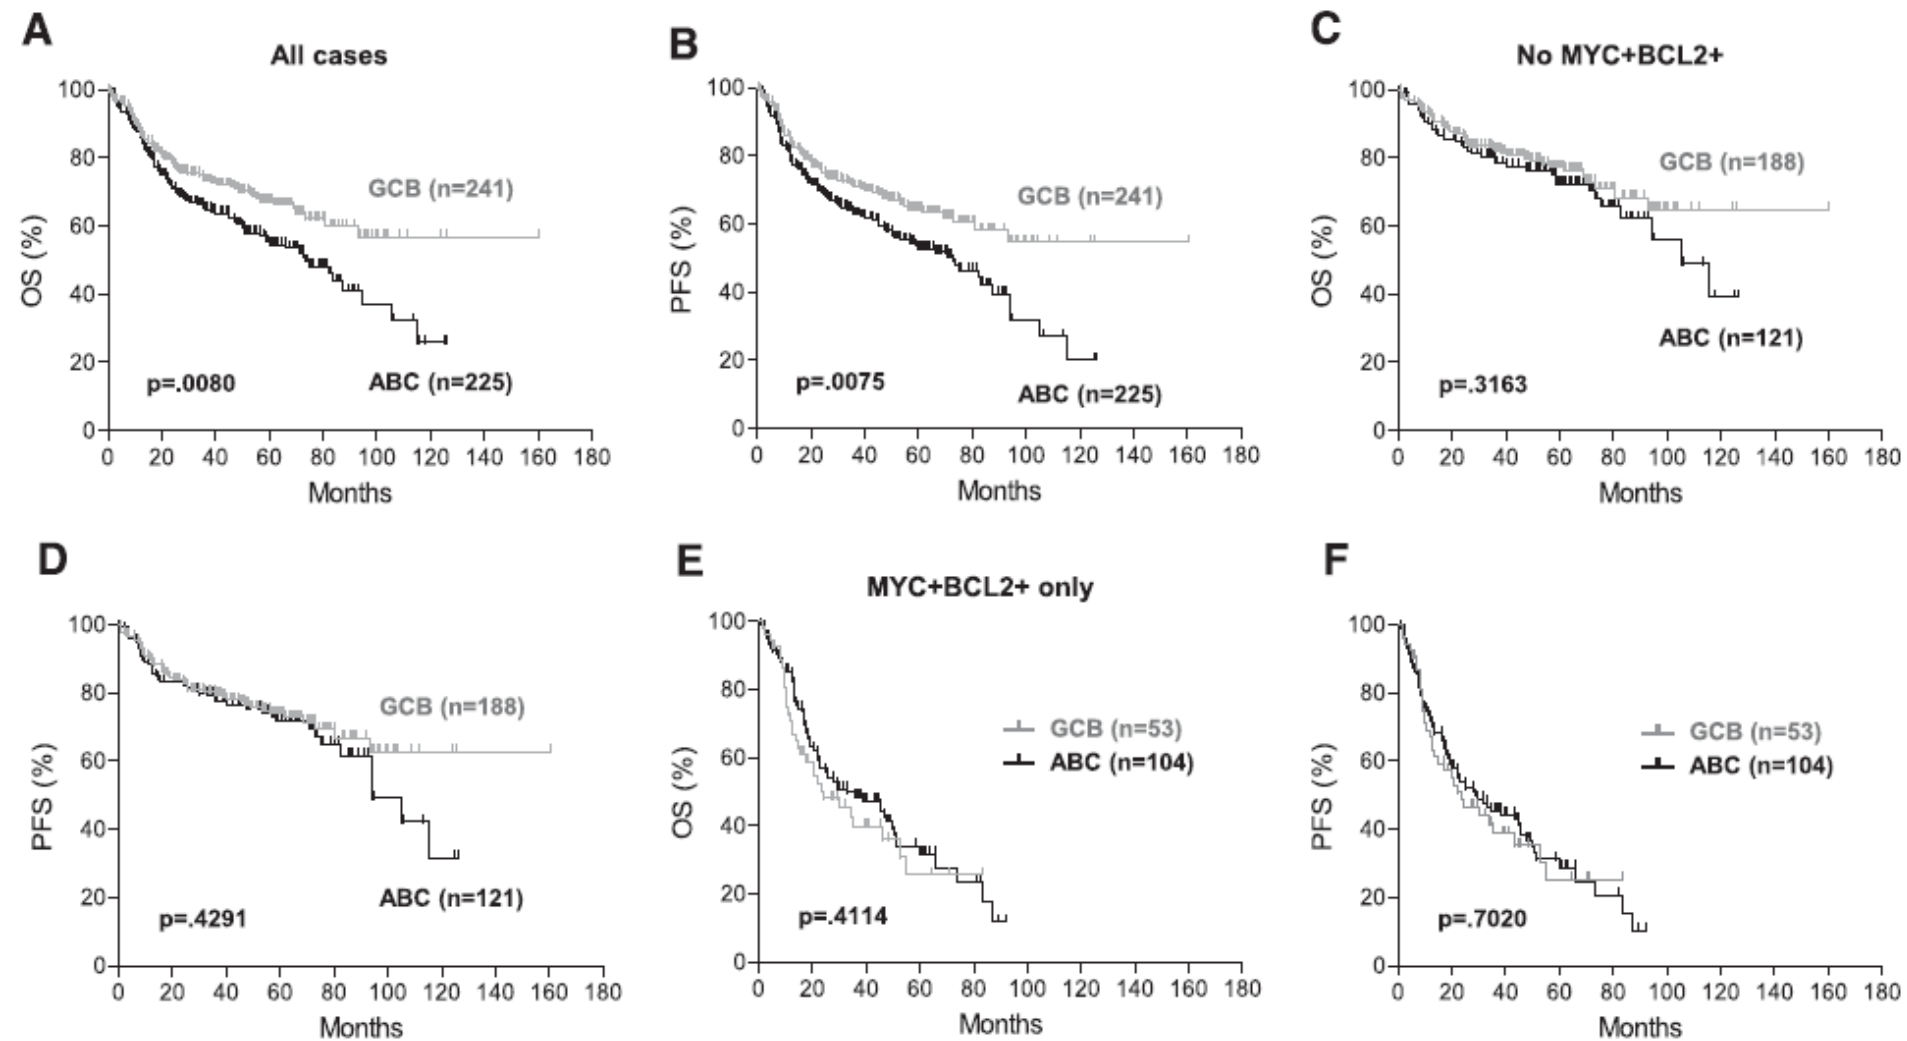 A
All cases
OS (%)
100
80
60
40
20
0
GCB (n=241)
ABC (n=225)
p=.0080
0 20 40 60 80 100 120 140 160 180
Months
B
PFS (%)
100
80
60
40
20
0
GCB (n=241)
ABC (n=225)
p=.0075
0 20 40 60 80 100 120 140 160 180
Months
C
No MYC+BCL2+
OS (%)
100
80
60
40
20
0
GCB (n=188)
ABC (n=121)
p=.3163
0 20 40 60 80 100 120 140 160 180
Months
D
PFS (%)
100
80
60
40
20
0
GCB (n=188)
ABC (n=121)
p=.4291
0 20 40 60 80 100 120 140 160 180
Months
E
MYC+BCL2+ only
OS (%)
100
80
60
40
20
0
GCB (n=53)
ABC (n=104)
p=.4114
0 20 40 60 80 100 120 140 160 180
Months
F
PFS (%)
100
80
60
40
20
0
GCB (n=53)
ABC (n=104)
p=.7020
0 20 40 60 80 100 120 140 160 180
Months